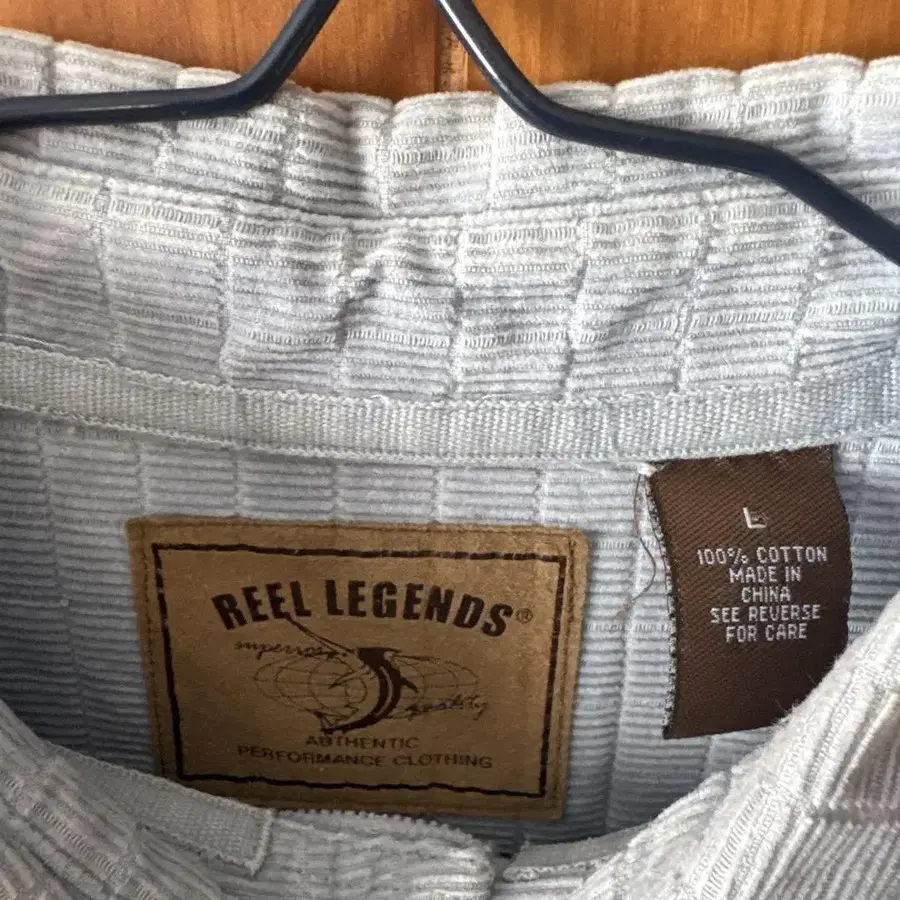 REEL LEGENDS®
superior
quality
AUTHENTIC
PERFORMANCE CLOTHING
L
100% COTTON
MADE IN
CHINA
SEE REVERSE
FOR CARE